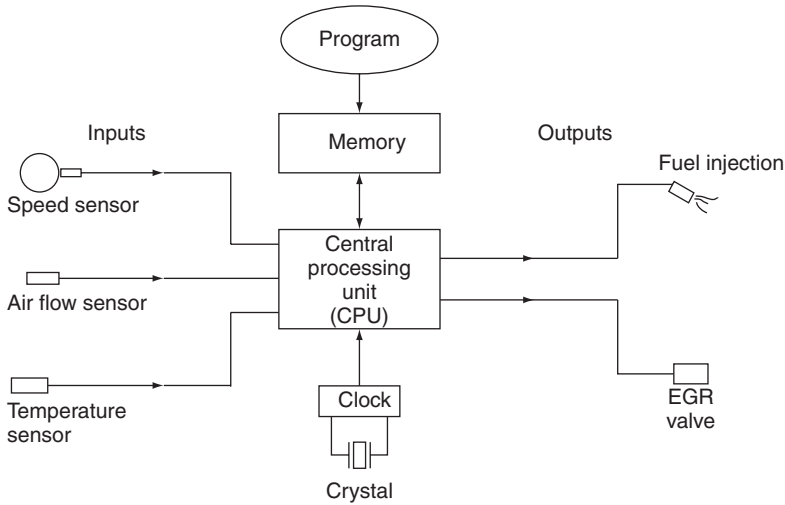 Program
Memory
Inputs
Outputs
Fuel injection
Speed sensor
Central
processing
unit
(CPU)
Air flow sensor
Temperature
sensor
Clock
EGR
valve
Crystal